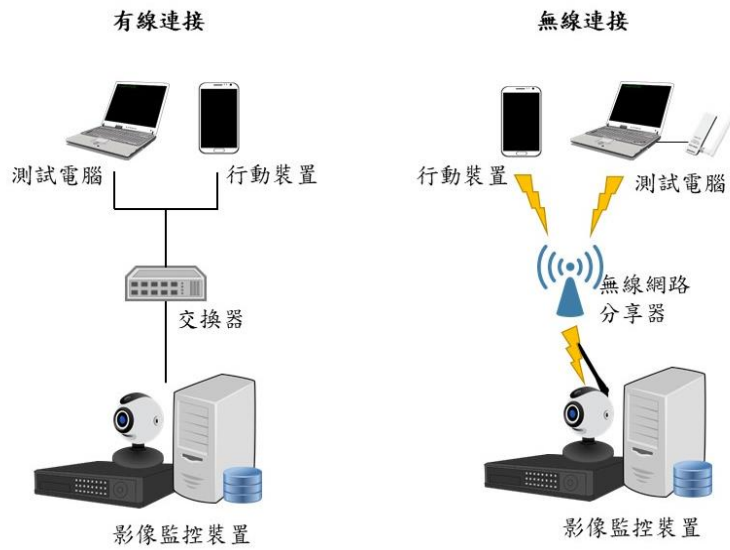 有線連接
測試電腦
行動裝置
交換器
影像監控裝置
無線連接
行動裝置
測試電腦
無線網路
分享器
影像監控裝置